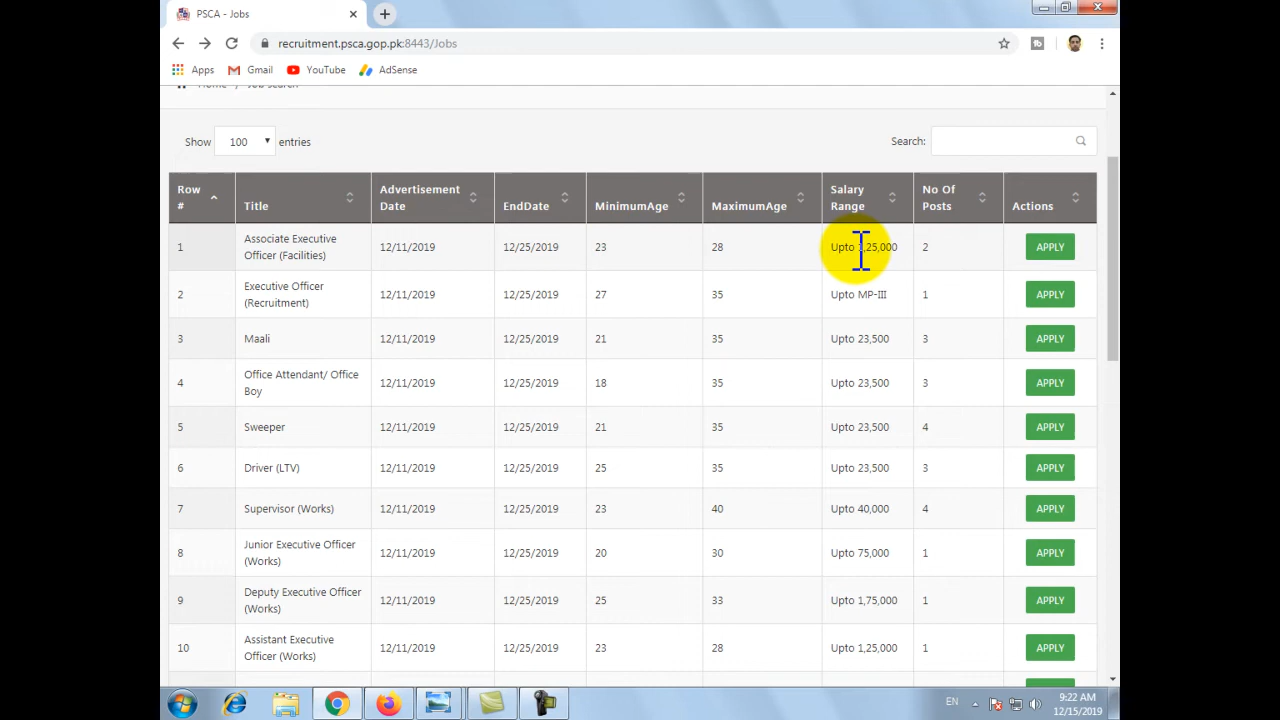 PSCA - Jobs
recruitment.psca.gop.pk:8443/Jobs
Apps Gmail YouTube AdSense
Home / Job Search
Show 100 entries Search:
Row # Title Advertisement Date EndDate MinimumAge MaximumAge Salary Range No Of Posts Actions
1 Associate Executive Officer (Facilities) 12/11/2019 12/25/2019 23 28 Upto 1,25,000 2 APPLY
2 Executive Officer (Recruitment) 12/11/2019 12/25/2019 27 35 Upto MP-III 1 APPLY
3 Maali 12/11/2019 12/25/2019 21 35 Upto 23,500 3 APPLY
4 Office Attendant/ Office Boy 12/11/2019 12/25/2019 18 35 Upto 23,500 3 APPLY
5 Sweeper 12/11/2019 12/25/2019 21 35 Upto 23,500 4 APPLY
6 Driver (LTV) 12/11/2019 12/25/2019 25 35 Upto 23,500 3 APPLY
7 Supervisor (Works) 12/11/2019 12/25/2019 23 40 Upto 40,000 4 APPLY
8 Junior Executive Officer (Works) 12/11/2019 12/25/2019 20 30 Upto 75,000 1 APPLY
9 Deputy Executive Officer (Works) 12/11/2019 12/25/2019 25 33 Upto 1,75,000 1 APPLY
10 Assistant Executive Officer (Works) 12/11/2019 12/25/2019 23 28 Upto 1,25,000 1 APPLY
EN 9:22 AM
12/15/2019